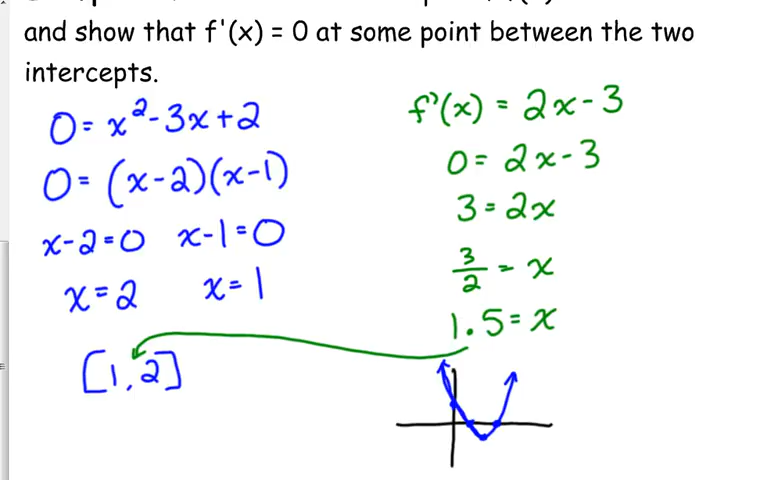 and show that f'(x) = 0 at some point between the two
intercepts.
0 = x²-3x+2
0 = (x-2)(x-1)
x-2=0 x-1=0
x=2 x=1
[1,2]
f'(x) = 2x-3
0 = 2x-3
3 = 2x
3/2 = x
1.5 = x